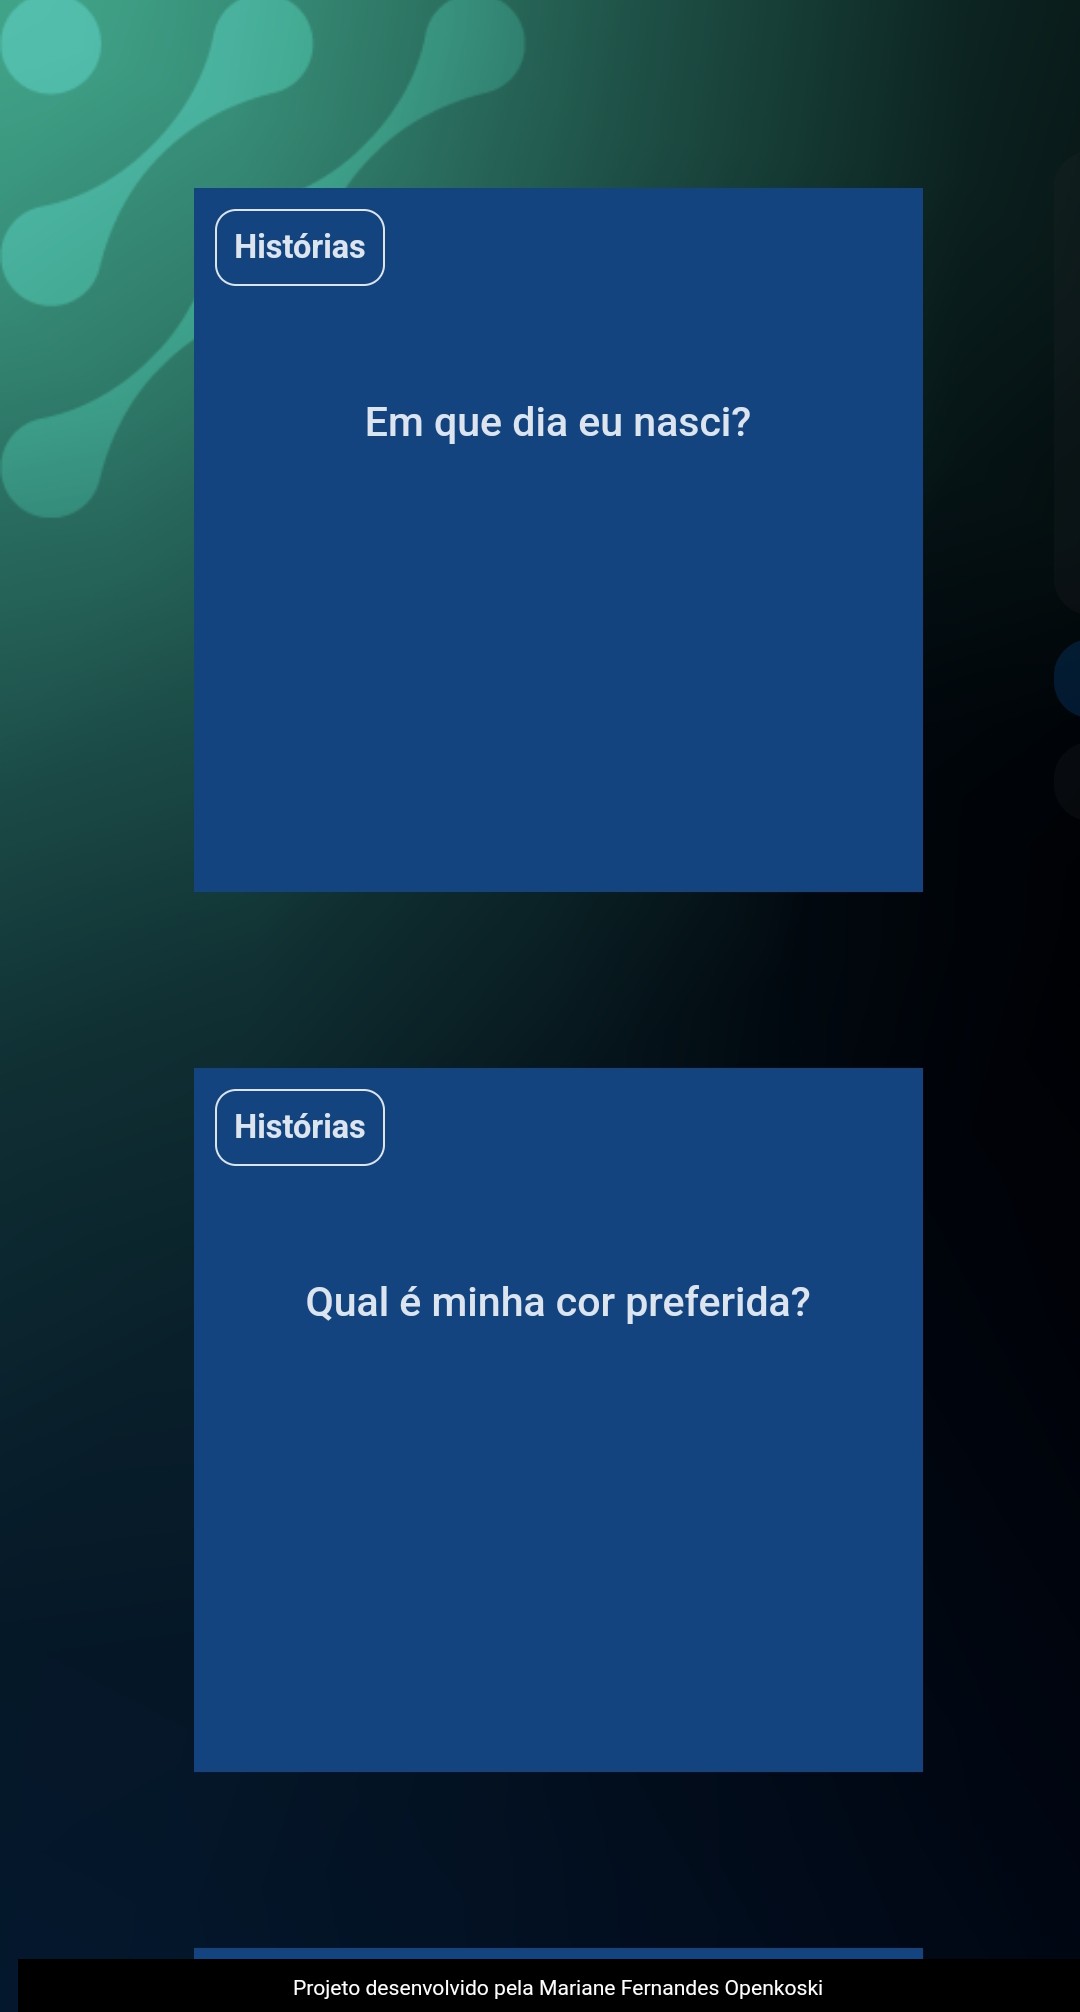 Histórias
Em que dia eu nasci?
Histórias
Qual é minha cor preferida?
Projeto desenvolvido pela Mariane Fernandes Openkoski